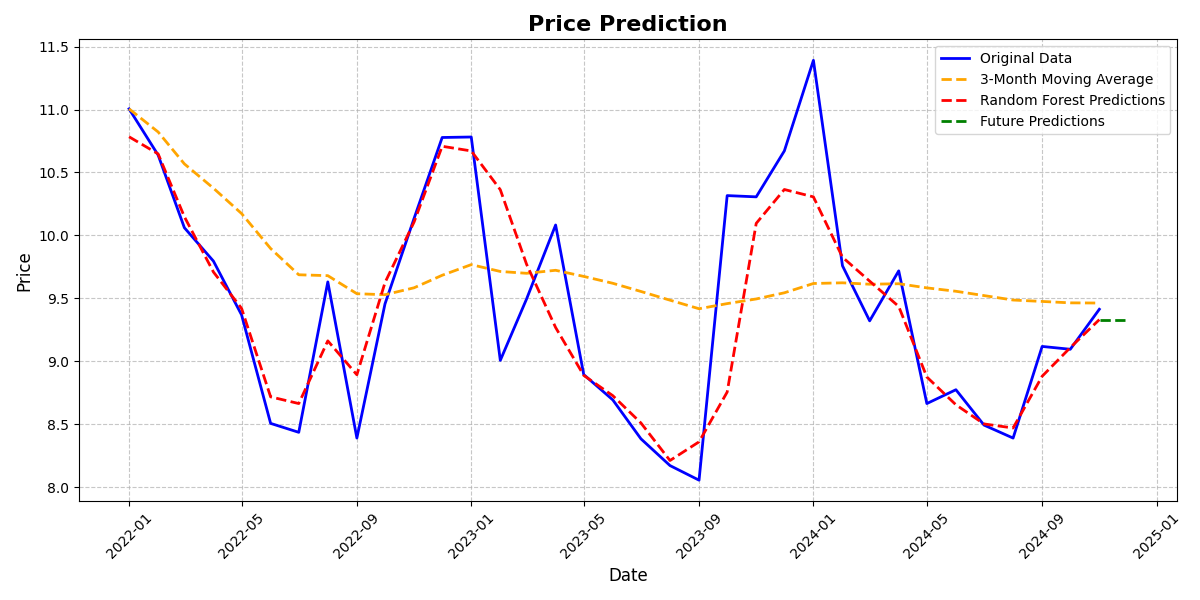 Price Prediction
Original Data
3-Month Moving Average
Random Forest Predictions
Future Predictions
Price
11.5
11.0
10.5
10.0
9.5
9.0
8.5
8.0
2022-01
2022-05
2022-09
2023-01
2023-05
2023-09
2024-01
2024-05
2024-09
2025-01
Date